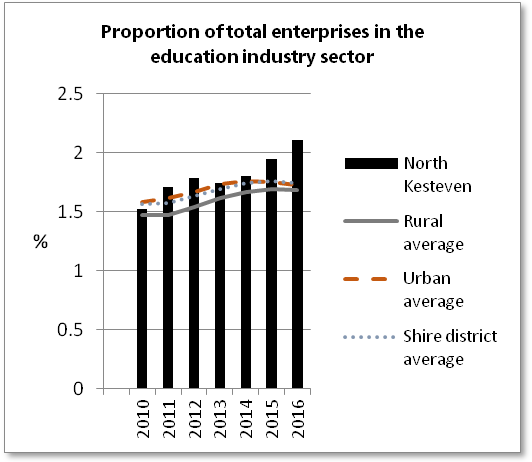 Proportion of total enterprises in the
education industry sector
2.5
2
1.5
1
0.5
0
%
2010
2011
2012
2013
2014
2015
2016
North
Kesteven
Rural
average
Urban
average
Shire district
average